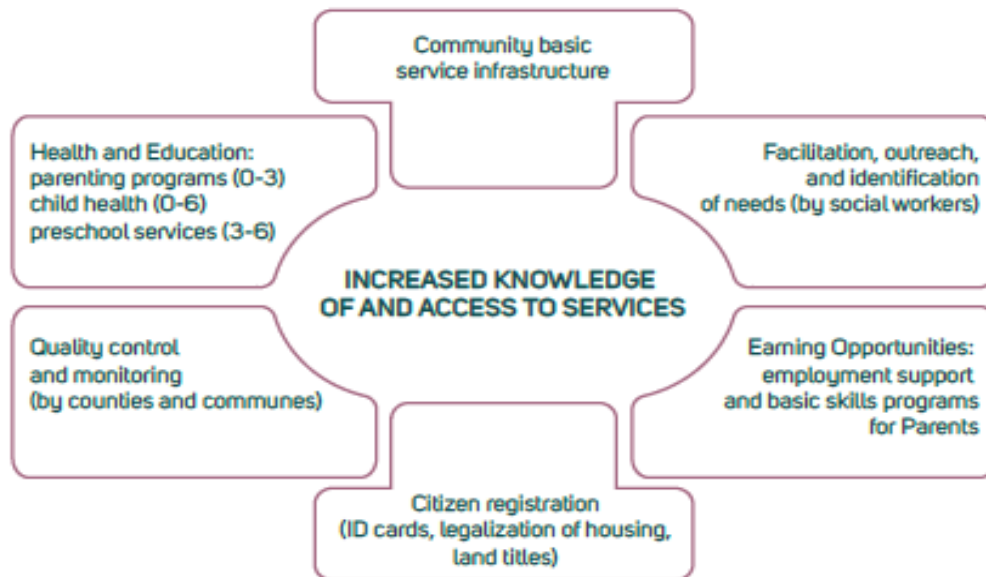 Community basic
service infrastructure
Health and Education:
parenting programs (0-3)
child health (0-6)
preschool services (3-6)
Facilitation, outreach,
and identification
of needs (by social workers)
INCREASED KNOWLEDGE
OF AND ACCESS TO SERVICES
Quality control
and monitoring
(by counties and communes)
Earning Opportunities:
employment support
and basic skills programs
for Parents
Citizen registration
(ID cards, legalization of housing,
land titles)